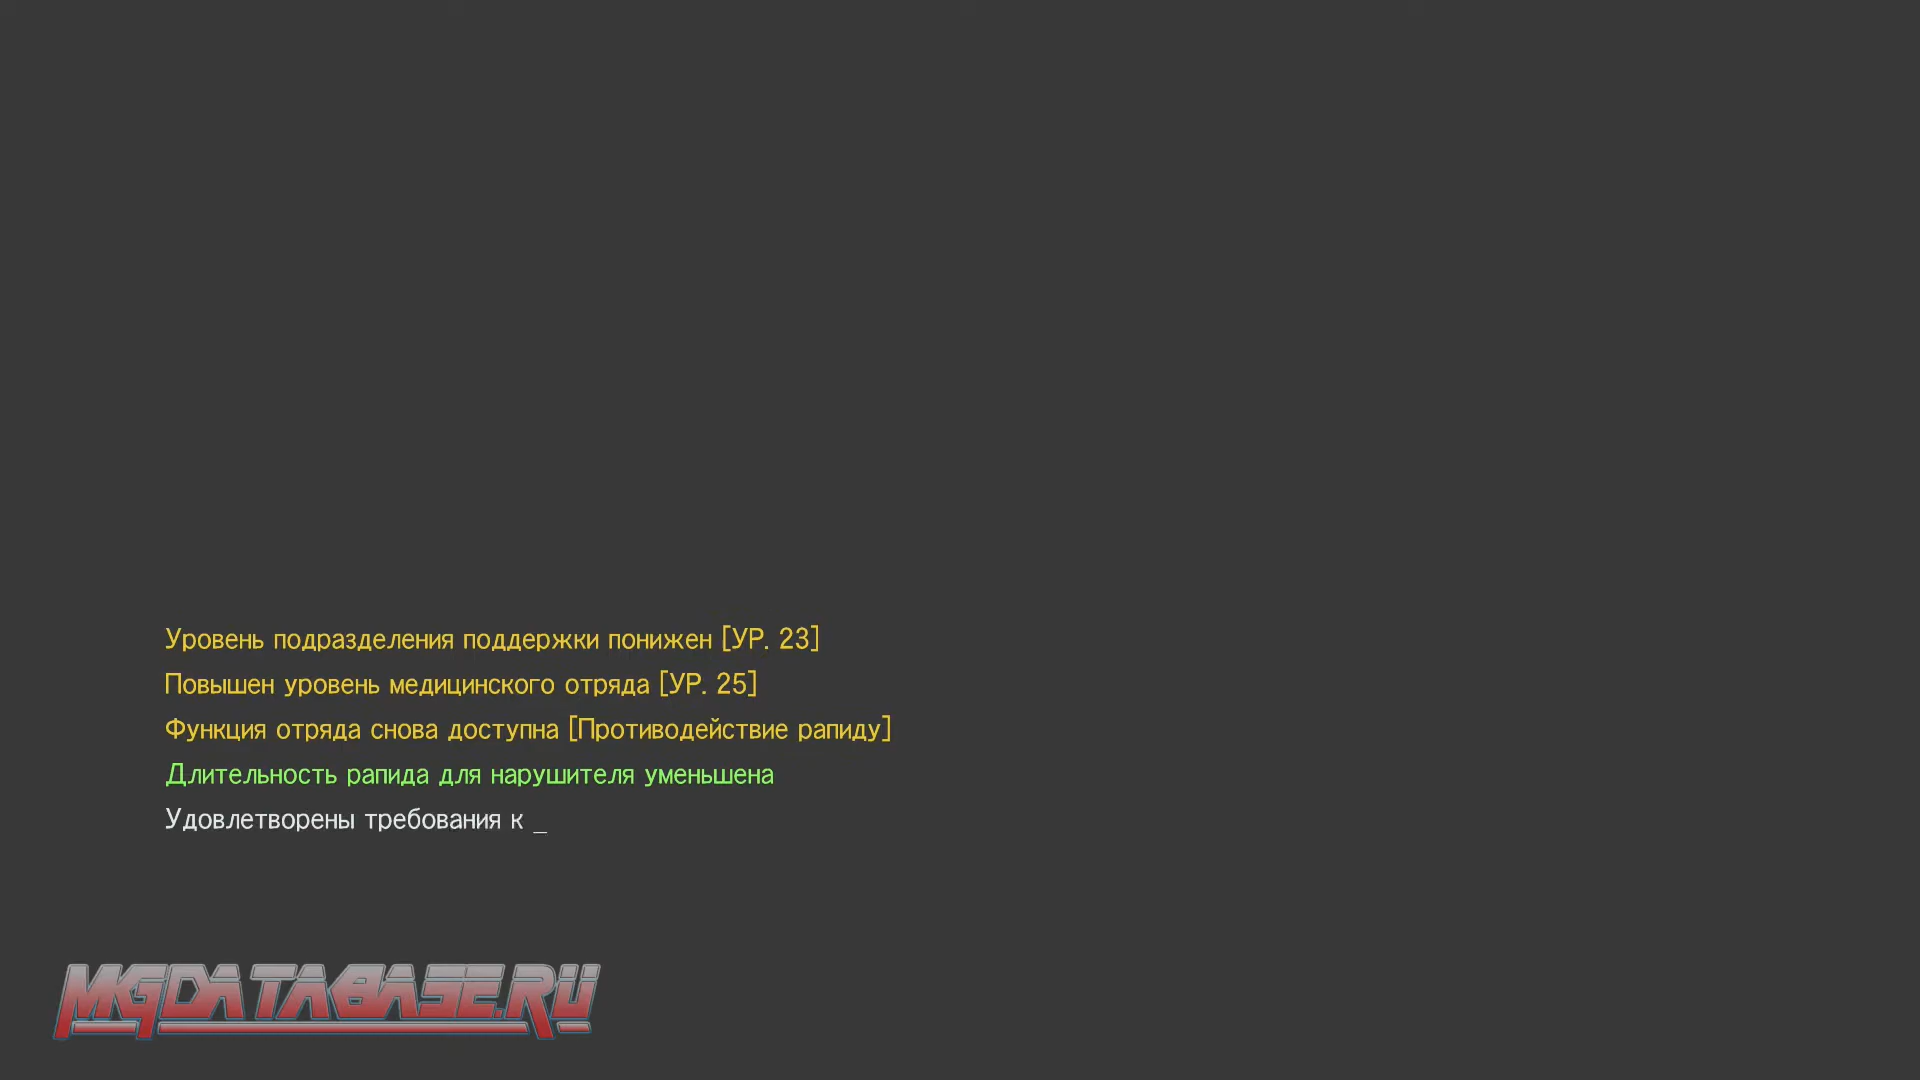 Уровень подразделения поддержки понижен [УР. 23]
Повышен уровень медицинского отряда [УР. 25]
Функция отряда снова доступна [Противодействие рапиду]
Длительность рапида для нарушителя уменьшена
Удовлетворены требования к _
MGDATABASE.RU